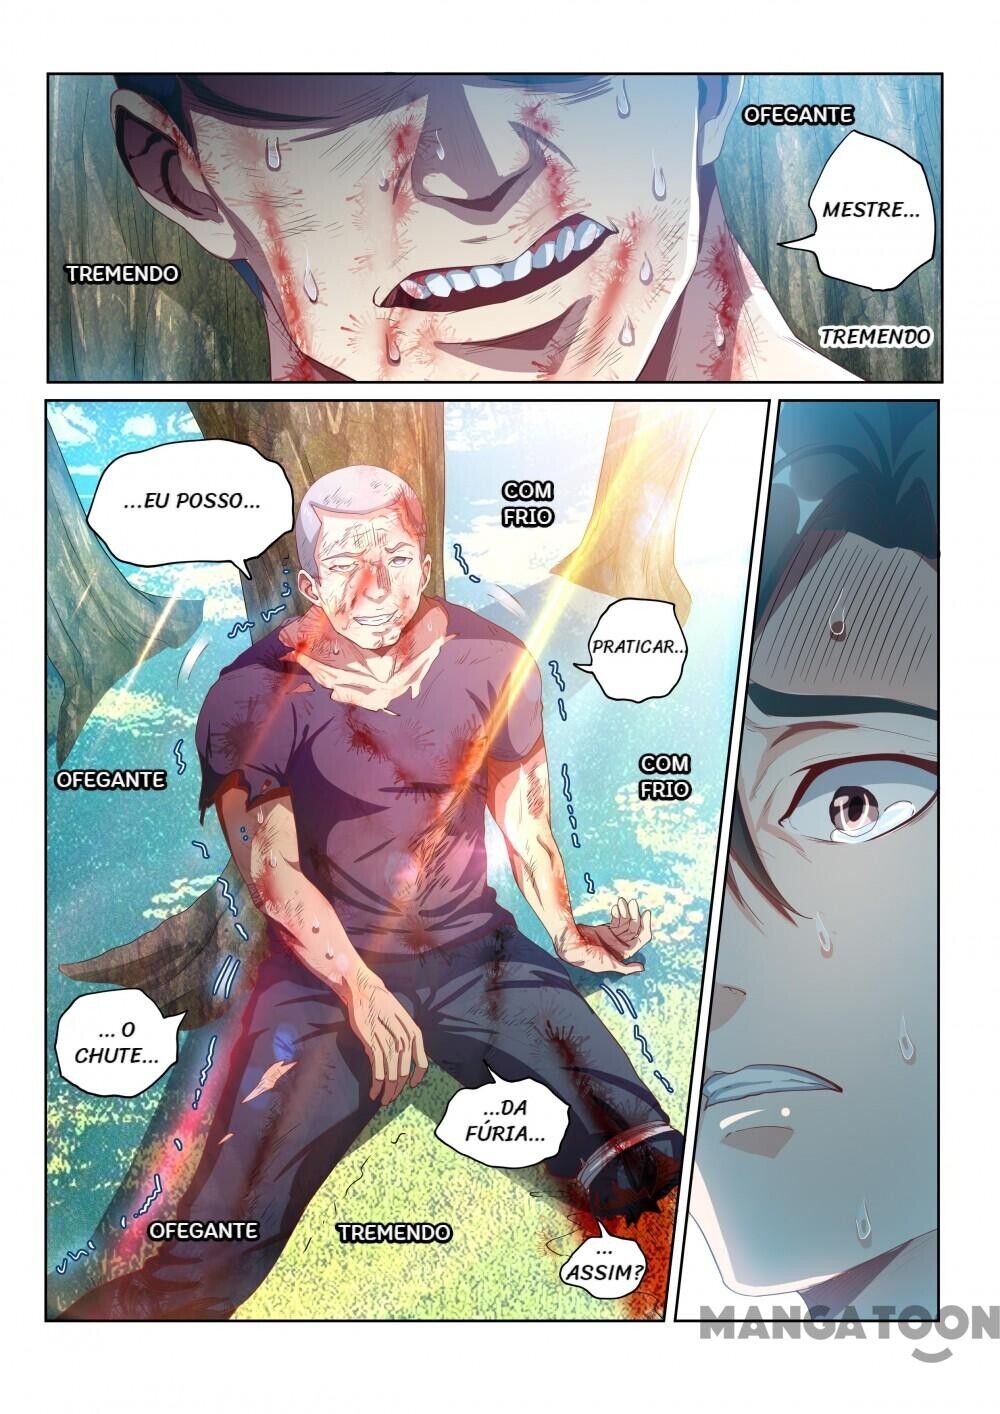 OFEGANTE
MESTRE...
TREMENDO
TREMENDO
...EU POSSO...
COM
FRIO
PRATICAR...
OFEGANTE
COM
FRIO
... O
CHUTE...
...DA
FÚRIA...
OFEGANTE
TREMENDO
...
ASSIM?
MANGATOON